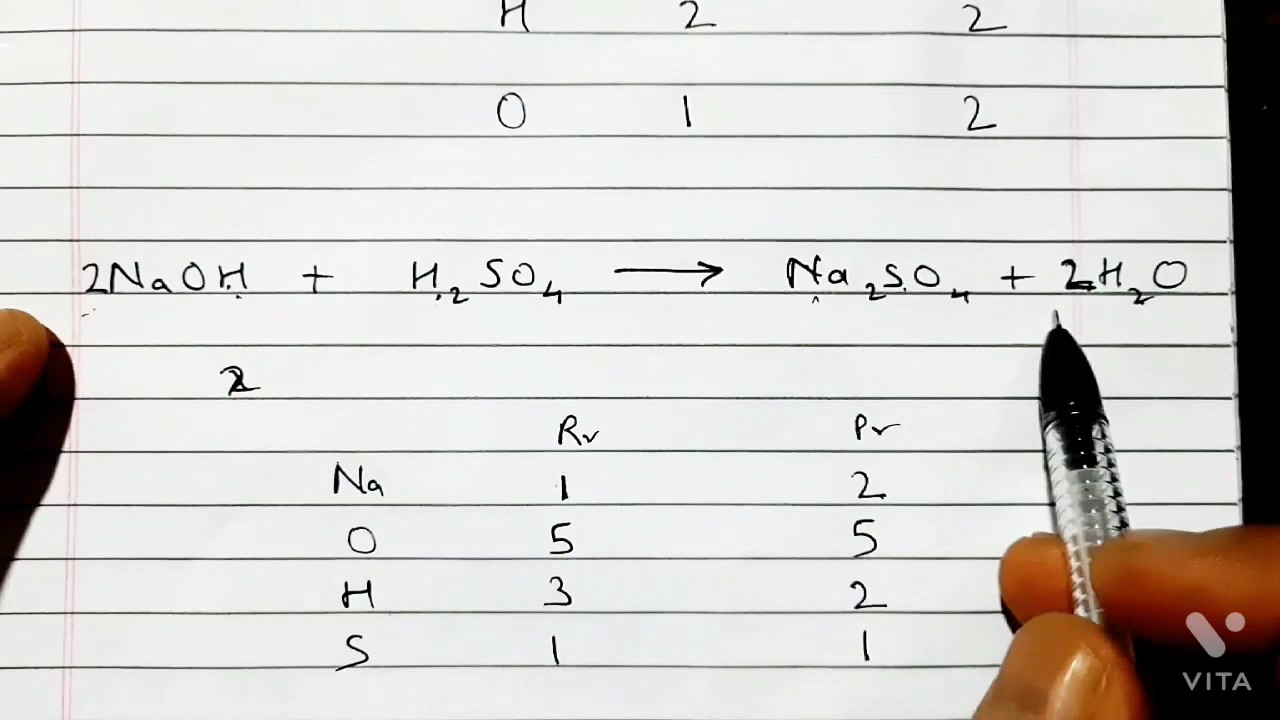 H 2 2
O 1 2
2NaOH + H₂SO₄ → Na₂SO₄ + 2H₂O
2
Rr Pr
Na 1 2
O 5 5
H 3 2
S 1 1
VITA